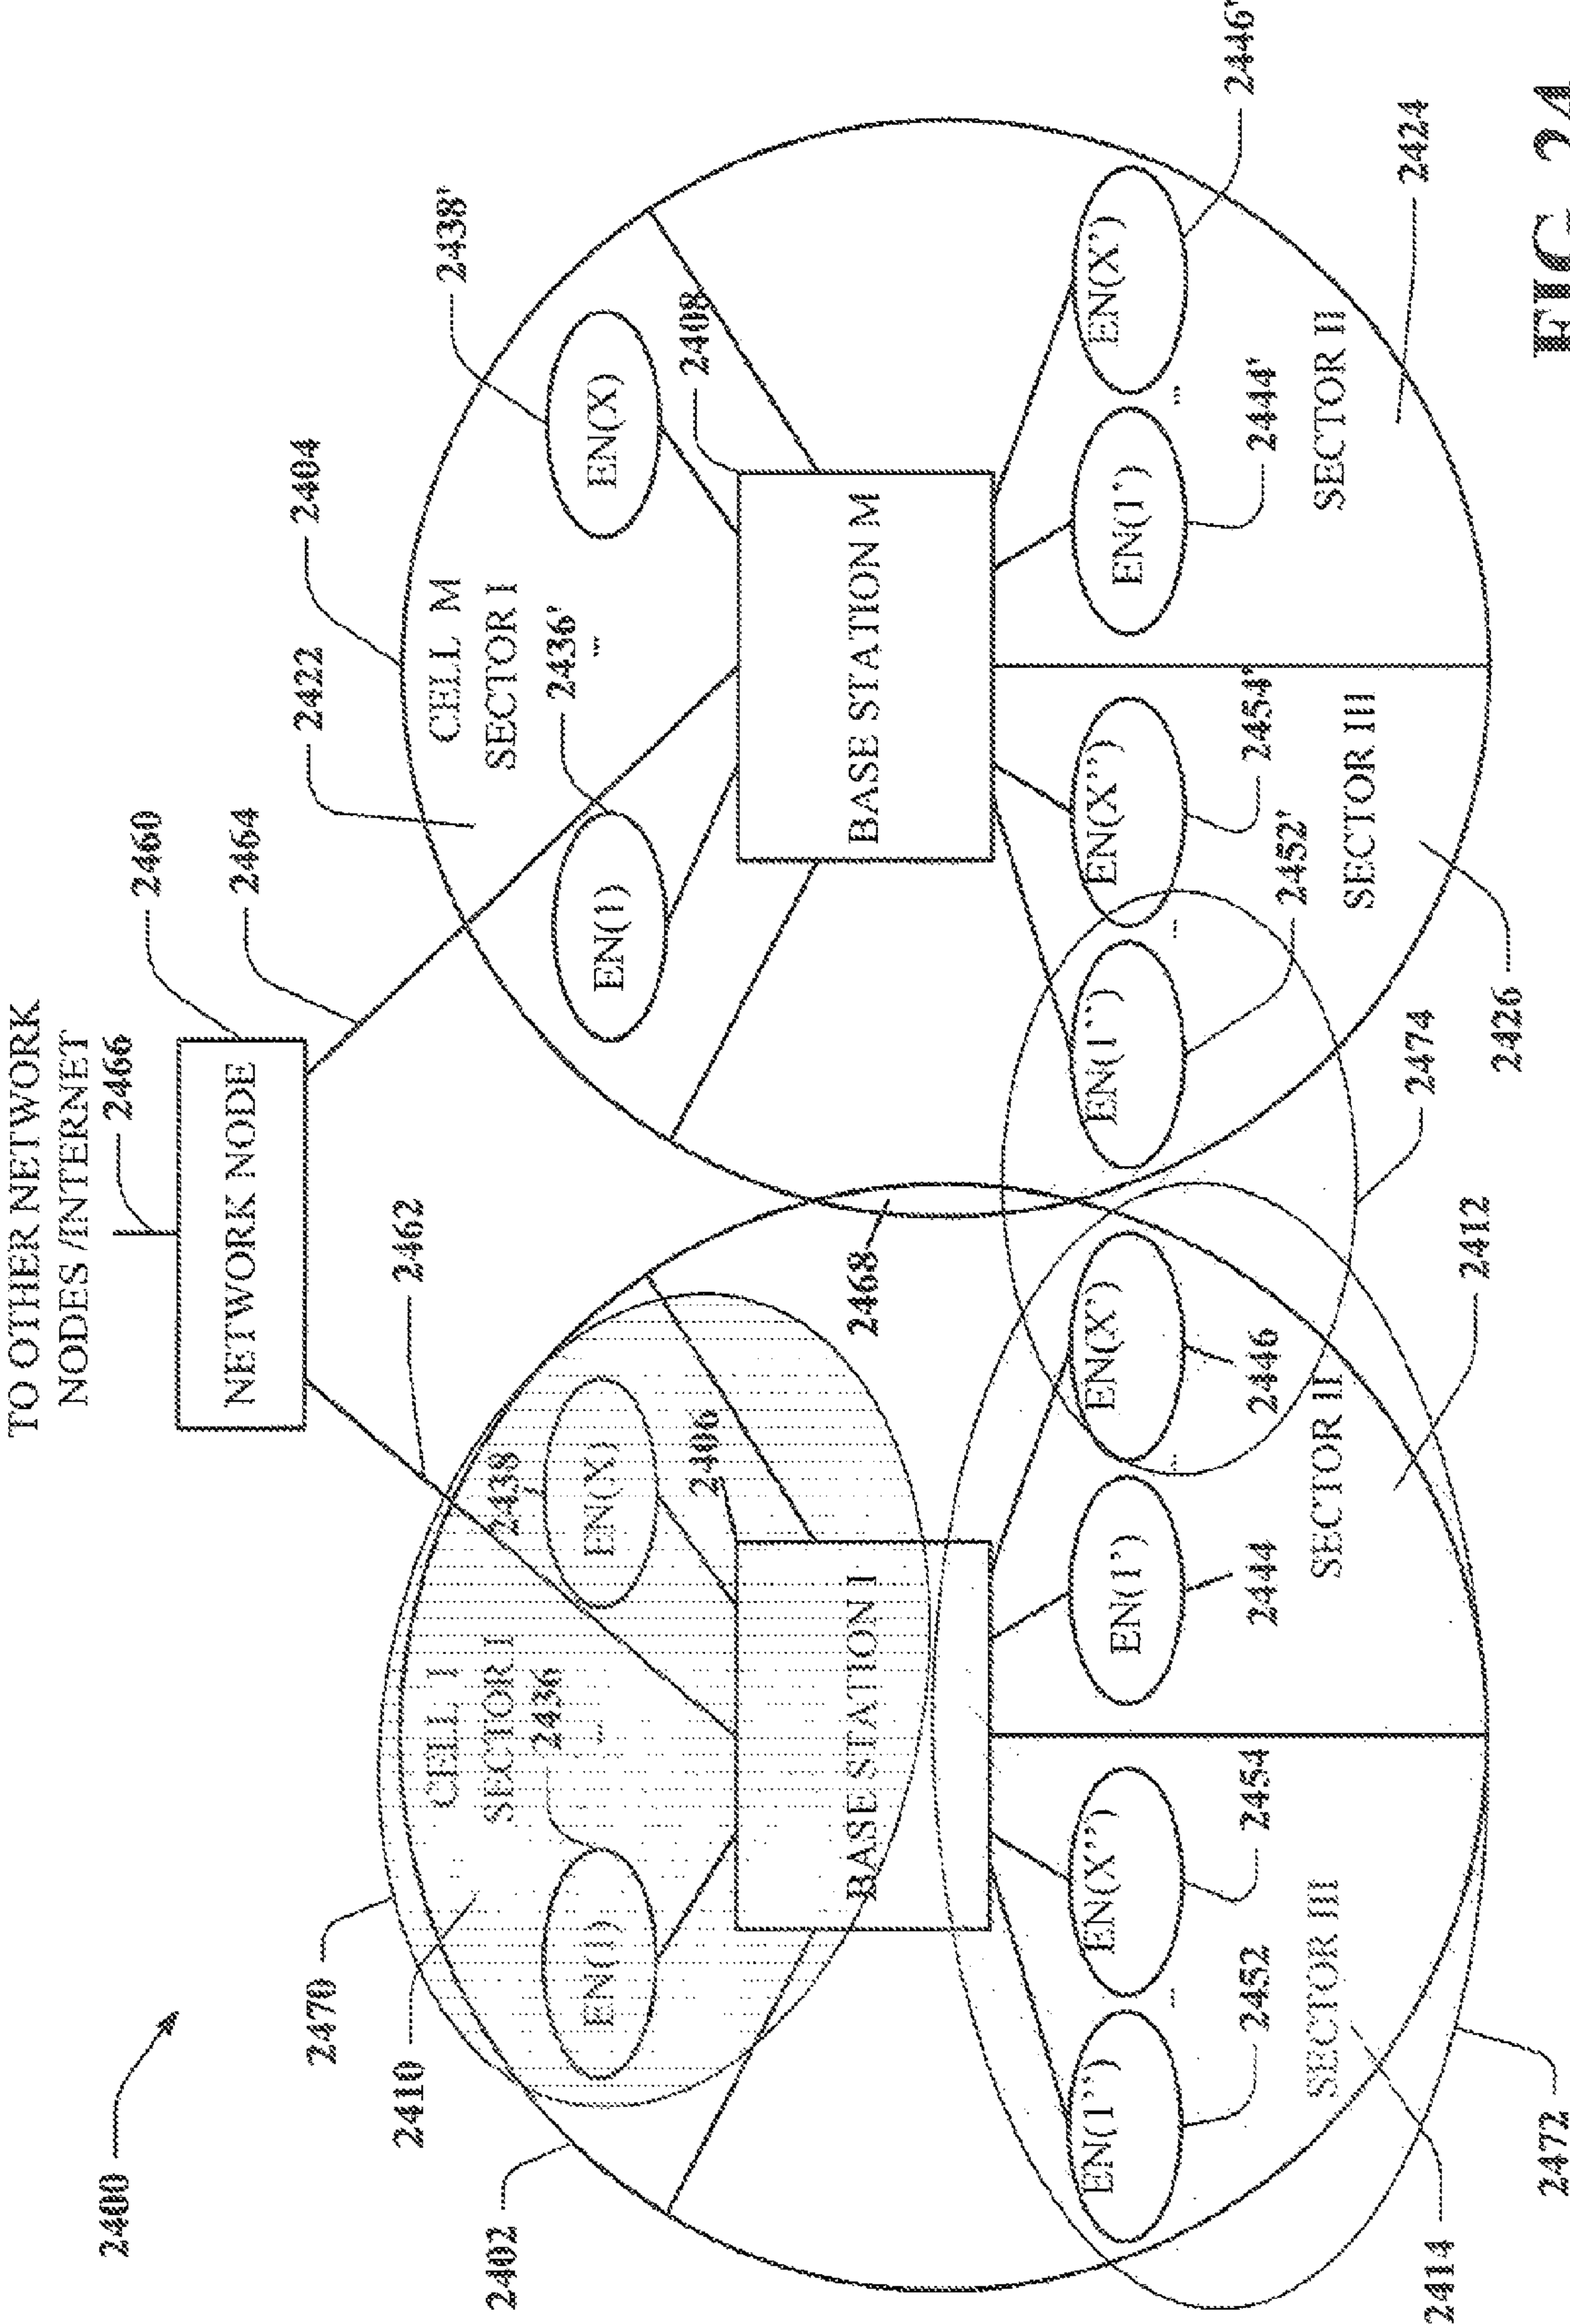 TO OTHER NETWORK
NODES /INTERNET
2466
NETWORK NODE
2460
2464
2462
2400
2470
2410
2402
CELL I
SECTOR I
2436
2438
EN(1)
EN(X)
2406
BASE STATION I
EN(1’’)
EN(X’’)
EN(1’)
EN(X’)
2452
2454
2444
2446
SECTOR III
SECTOR II
2414
2472
2412
2468
2474
2404
2422
CELL M
SECTOR I
2436'
2438'
EN(1)
EN(X)
2408
BASE STATION M
EN(1’’)
EN(X’’)
EN(1’)
EN(X’)
2452'
2454'
2444'
2446'
SECTOR III
SECTOR II
2426
2424
FIG. 24